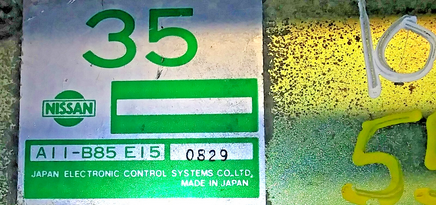 35
NISSAN
A11-B85 E15 0829
JAPAN ELECTRONIC CONTROL SYSTEMS CO.,LTD.
MADE IN JAPAN